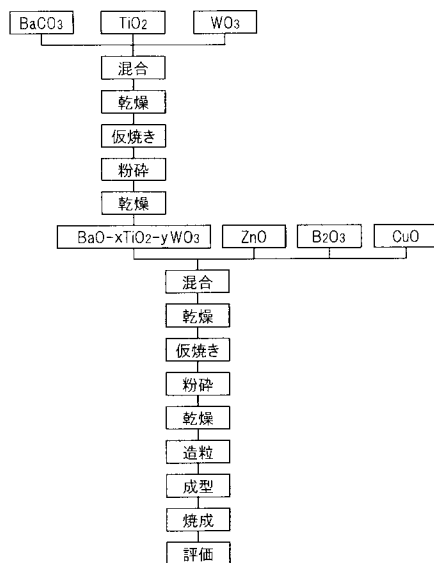 BaCO3 TiO2 WO3
混合
乾燥
仮焼き
粉砕
乾燥
BaO-xTiO2-yWO3 ZnO B2O3 CuO
混合
乾燥
仮焼き
粉砕
乾燥
造粒
成型
焼成
評価